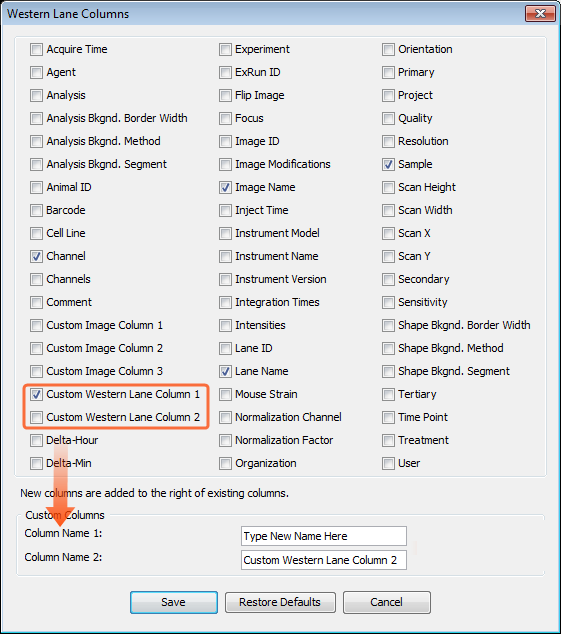 Western Lane Columns
Acquire Time
Agent
Analysis
Analysis Bkgnd. Border Width
Analysis Bkgnd. Method
Analysis Bkgnd. Segment
Animal ID
Barcode
Cell Line
Channel
Channels
Comment
Custom Image Column 1
Custom Image Column 2
Custom Image Column 3
Custom Western Lane Column 1
Custom Western Lane Column 2
Delta-Hour
Delta-Min
Experiment
ExRun ID
Flip Image
Focus
Image ID
Image Modifications
Image Name
Inject Time
Instrument Model
Instrument Name
Instrument Version
Integration Times
Intensities
Lane ID
Lane Name
Mouse Strain
Normalization Channel
Normalization Factor
Organization
Orientation
Primary
Project
Quality
Resolution
Sample
Scan Height
Scan Width
Scan X
Scan Y
Secondary
Sensitivity
Shape Bkgnd. Border Width
Shape Bkgnd. Method
Shape Bkgnd. Segment
Tertiary
Time Point
Treatment
User
New columns are added to the right of existing columns.
Custom Columns
Column Name 1: Type New Name Here
Column Name 2: Custom Western Lane Column 2
Save Restore Defaults Cancel